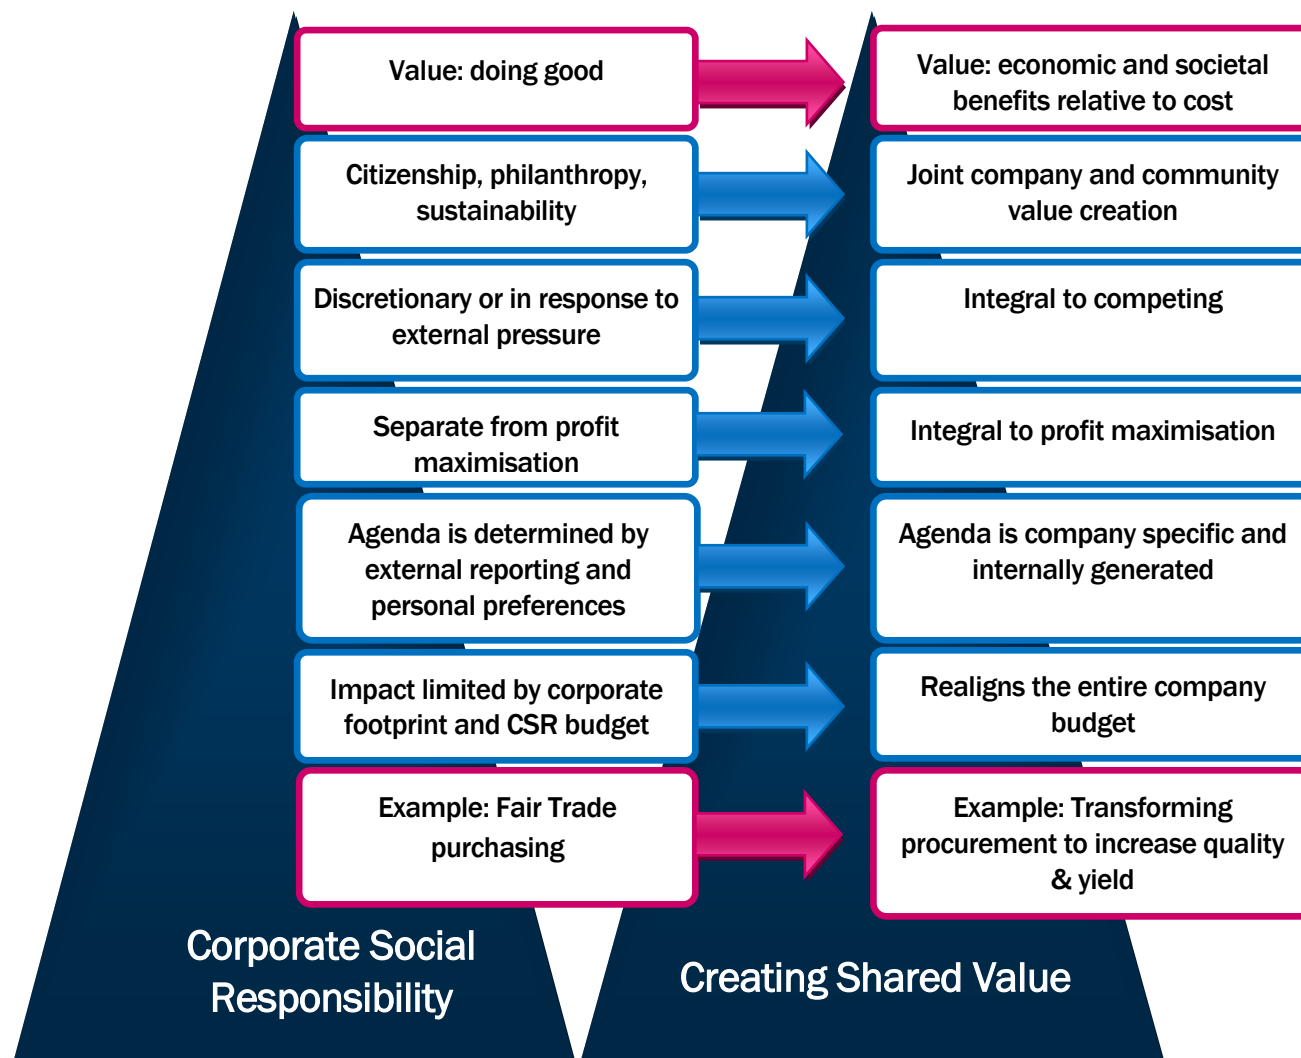 Value: doing good
Value: economic and societal
benefits relative to cost
Citizenship, philanthropy,
sustainability
Joint company and community
value creation
Discretionary or in response to
external pressure
Integral to competing
Separate from profit
maximisation
Integral to profit maximisation
Agenda is determined by
external reporting and
personal preferences
Agenda is company specific and
internally generated
Impact limited by corporate
footprint and CSR budget
Realigns the entire company
budget
Example: Fair Trade
purchasing
Example: Transforming
procurement to increase quality
& yield
Corporate Social
Responsibility
Creating Shared Value